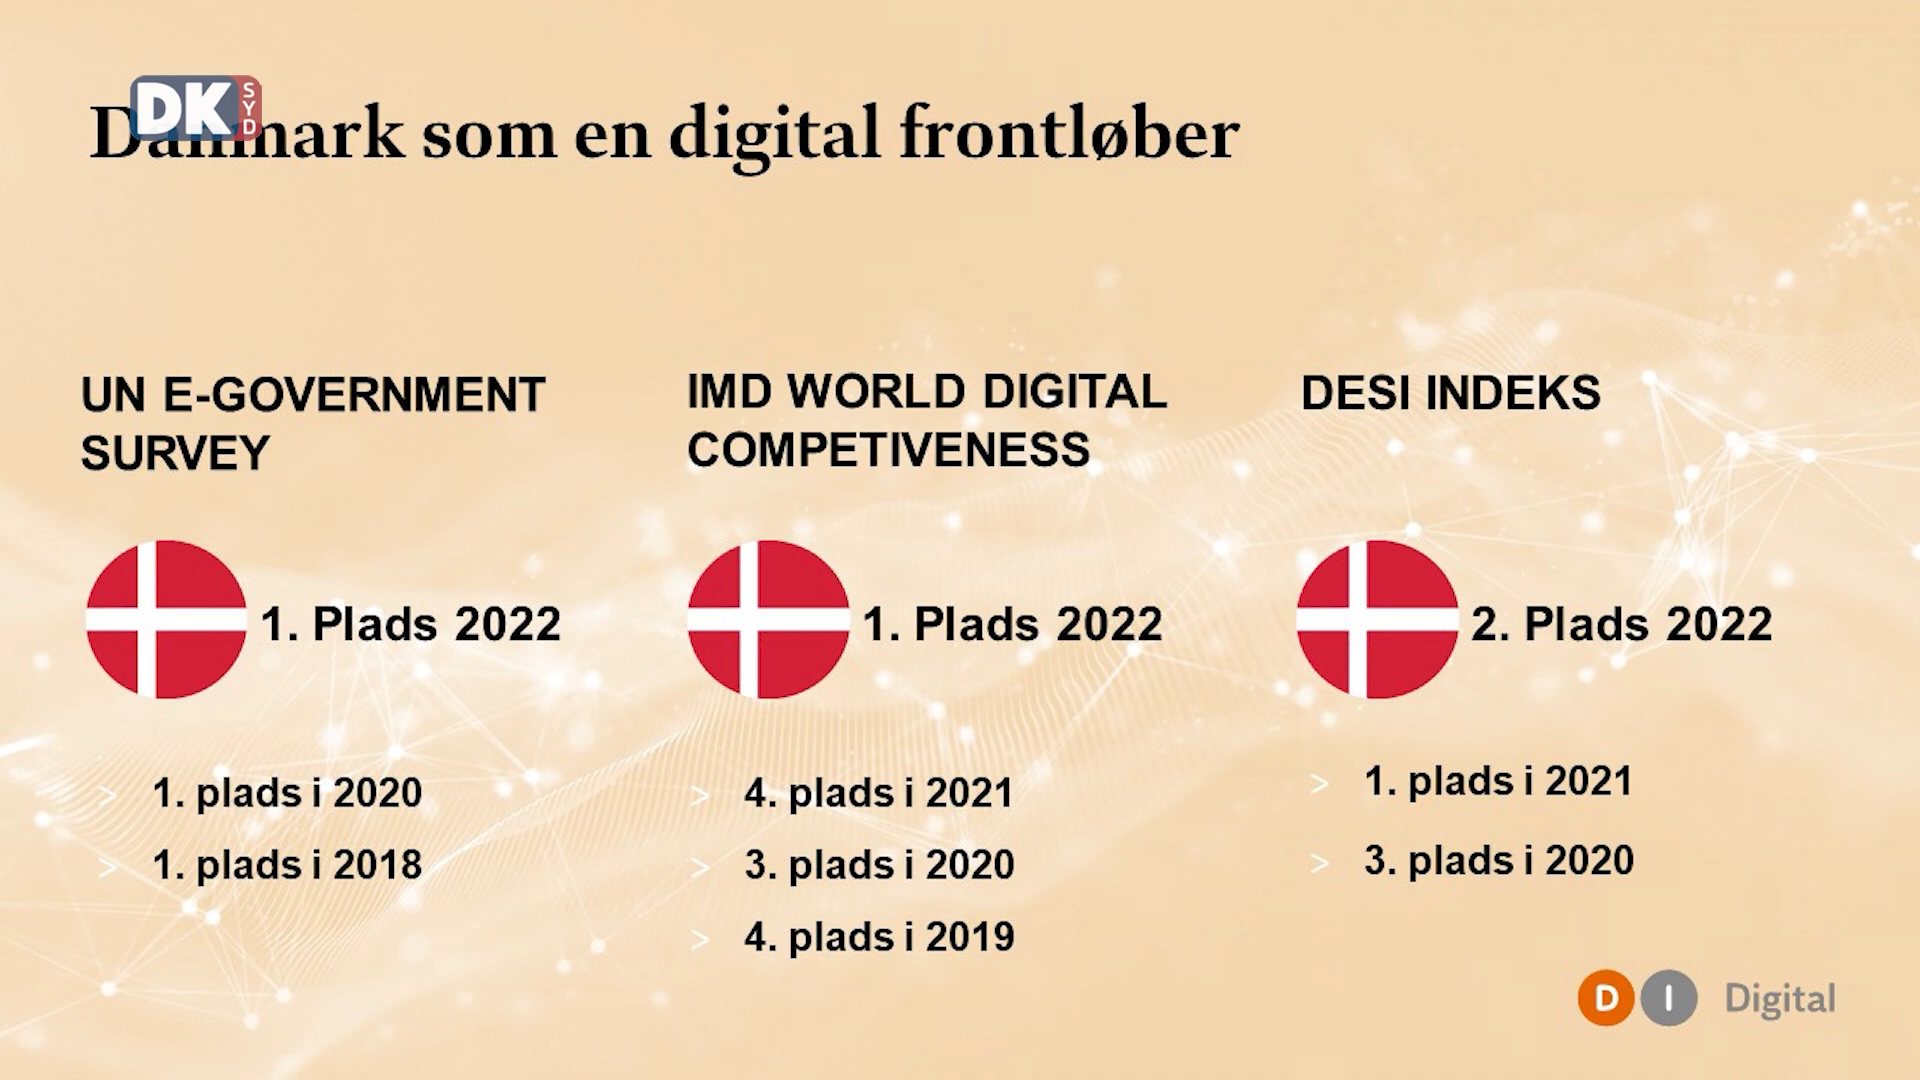 DK SYD
Danmark som en digital frontløber
UN E-GOVERNMENT
SURVEY
1. Plads 2022
> 1. plads i 2020
> 1. plads i 2018
IMD WORLD DIGITAL
COMPETIVENESS
1. Plads 2022
> 4. plads i 2021
> 3. plads i 2020
> 4. plads i 2019
DESI INDEKS
2. Plads 2022
> 1. plads i 2021
> 3. plads i 2020
DI Digital